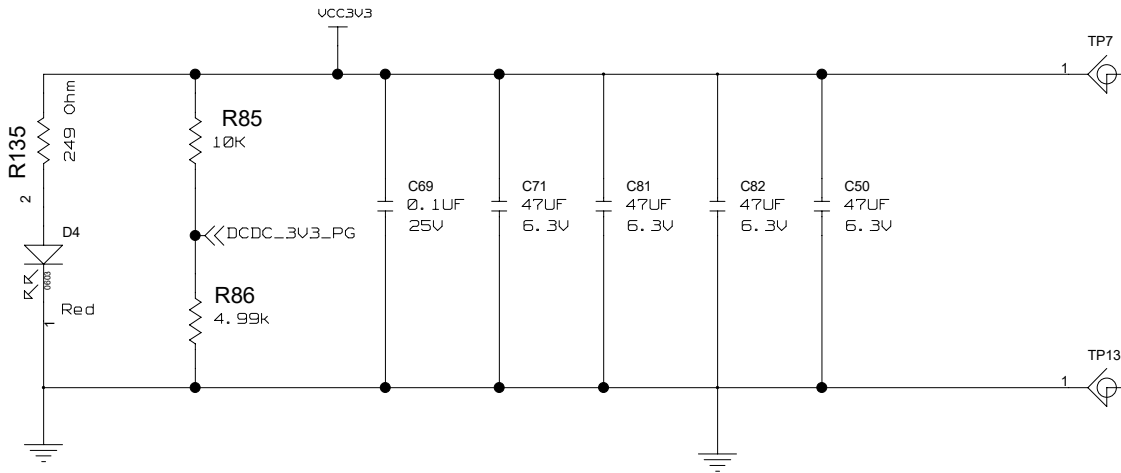 VCC3V3
TP7
1
R135
249 Ohm
R85
10K
2
C69
0.1UF
25V
C71
47UF
6.3V
C81
47UF
6.3V
C82
47UF
6.3V
C50
47UF
6.3V
D4
DCDC_3V3_PG
0603
Red
1
R86
4.99k
TP13
1